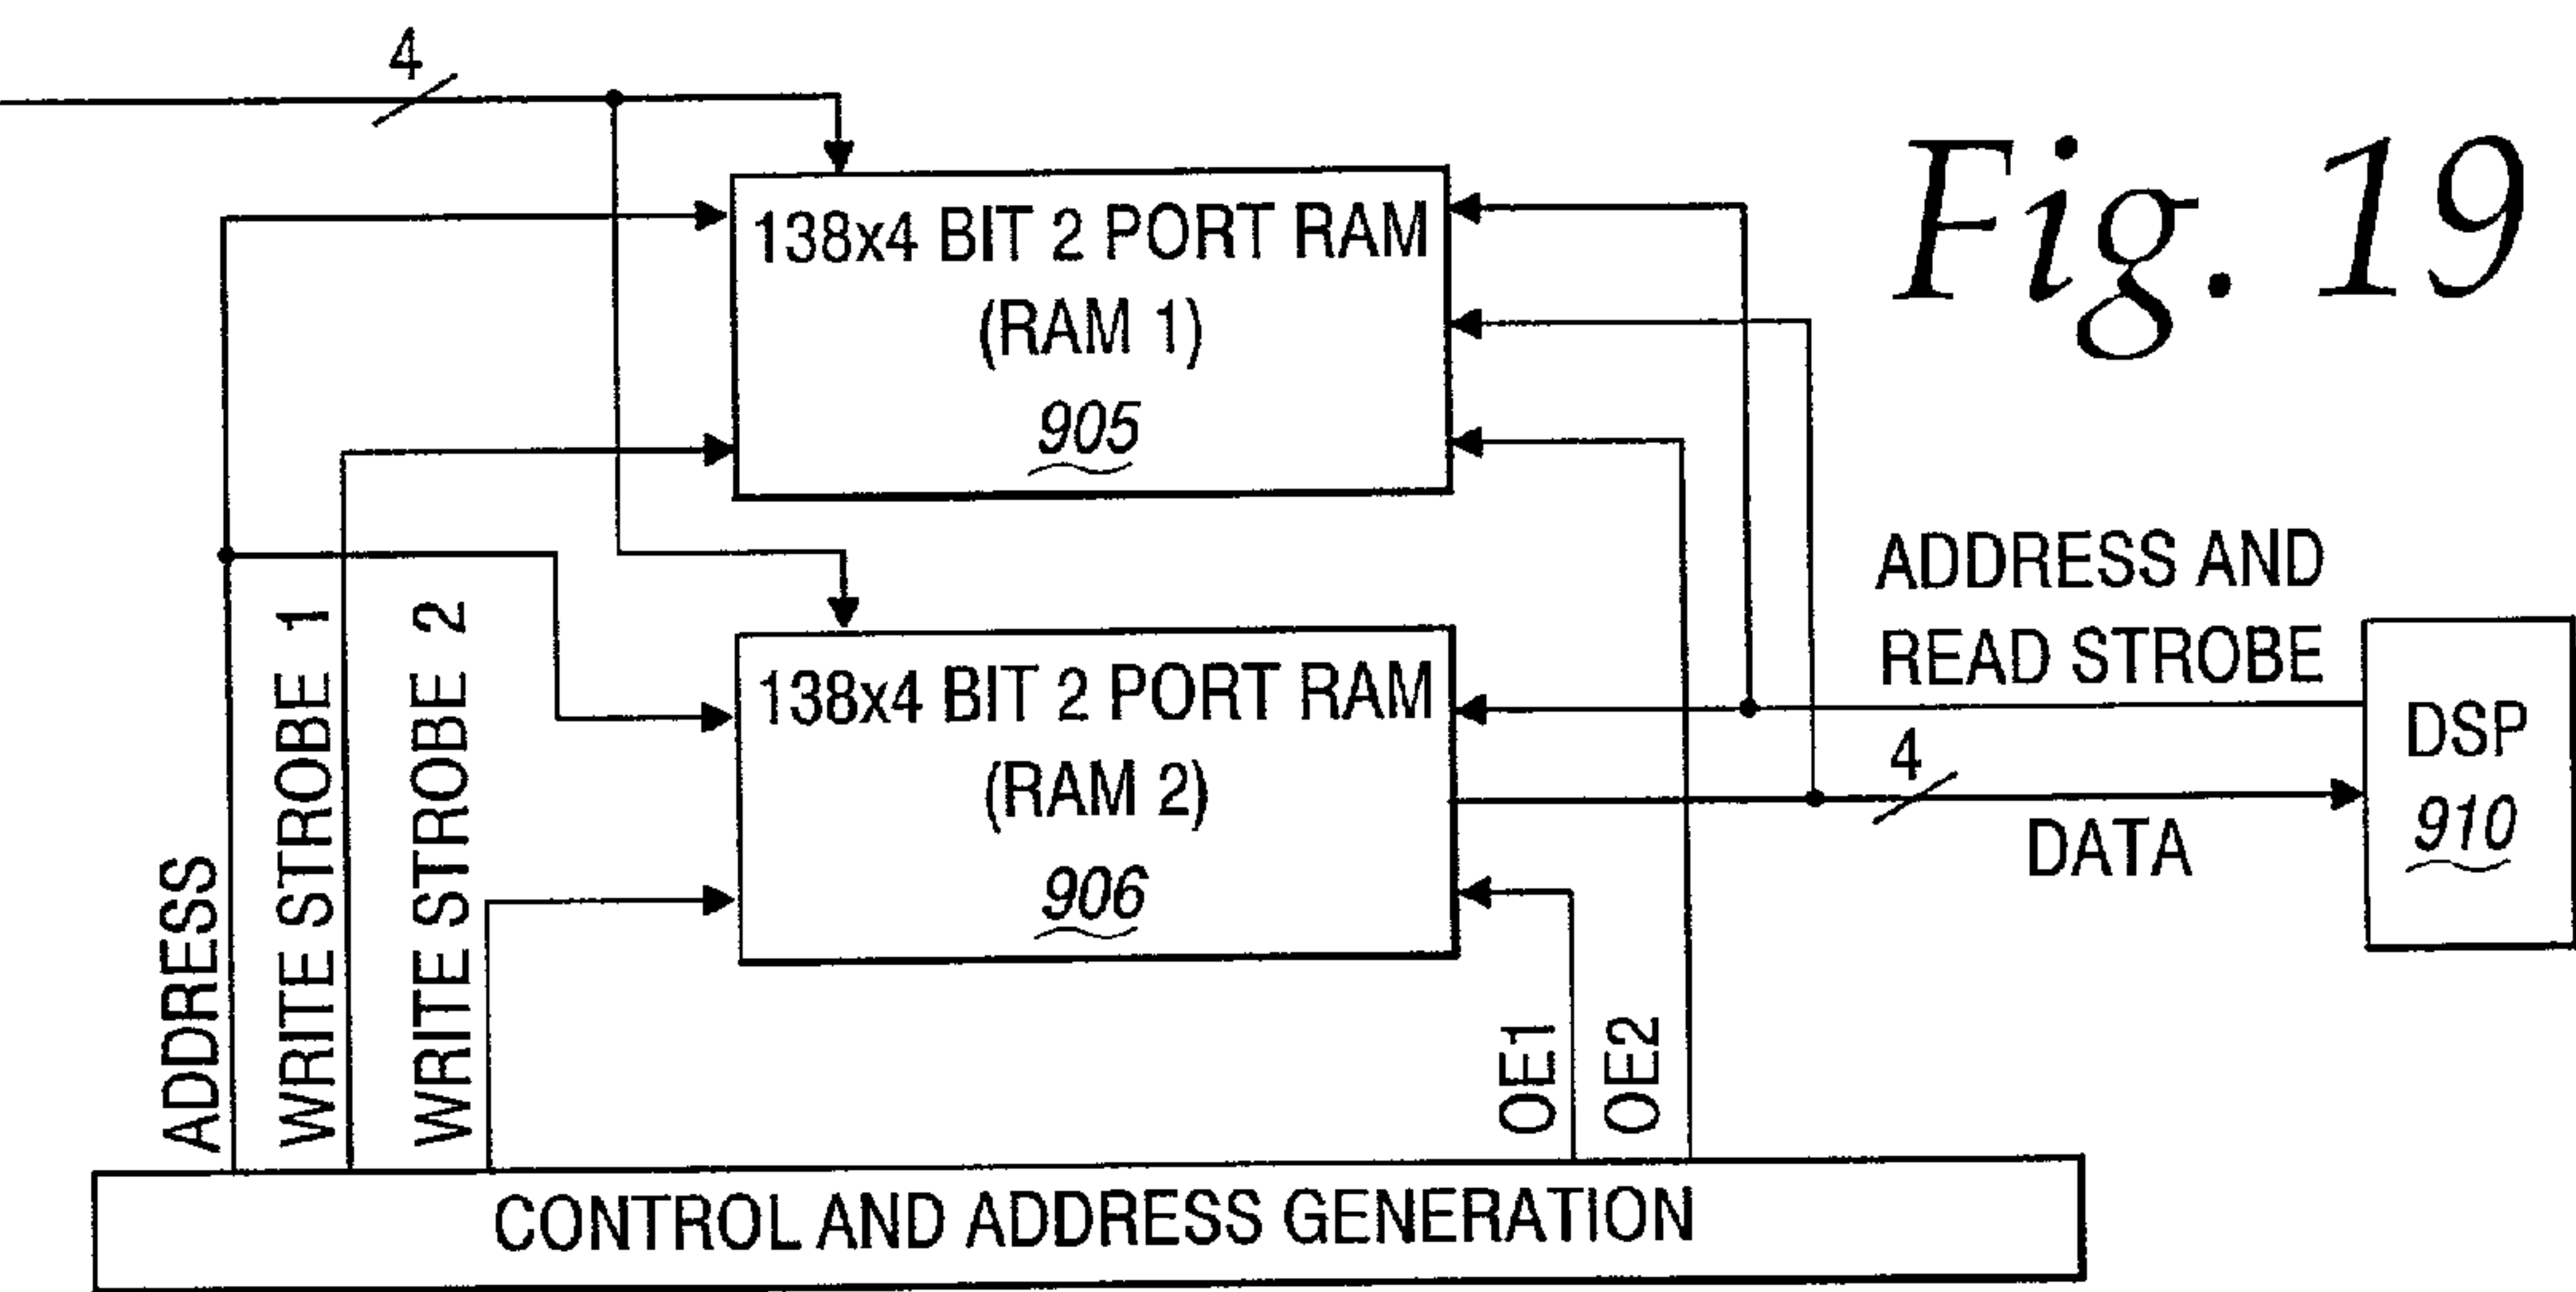 4
Fig. 19
138x4 BIT 2 PORT RAM
(RAM 1)
905
ADDRESS AND
READ STROBE
138x4 BIT 2 PORT RAM
(RAM 2)
906
4
DATA
DSP
910
ADDRESS
WRITE STROBE 1
WRITE STROBE 2
OE1
OE2
CONTROL AND ADDRESS GENERATION